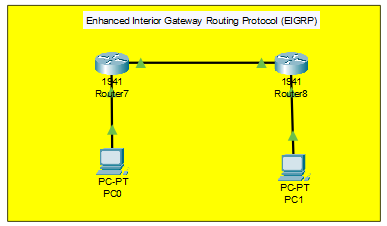 Enhanced Interior Gateway Routing Protocol (EIGRP)
1941
Router7
1941
Router8
PC-PT
PC0
PC-PT
PC1